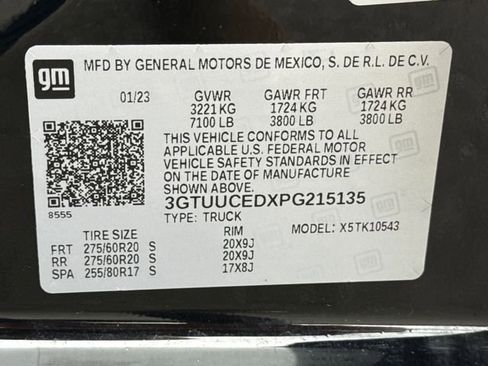 gm
MFD BY GENERAL MOTORS DE MEXICO, S. DE R.L. DE C.V.
01/23 GVWR GAWR FRT GAWR RR
3221 KG 1724 KG 1724 KG
7100 LB 3800 LB 3800 LB
THIS VEHICLE CONFORMS TO ALL
APPLICABLE U.S. FEDERAL MOTOR
VEHICLE SAFETY STANDARDS IN EFFECT
ON THE DATE OF MANUFACTURE
SHOWN ABOVE.
8555
3GTUUCEDXPG215135
TYPE: TRUCK MODEL: X5TK10543
TIRE SIZE RIM
FRT 275/60R20 S 20X9J
RR 275/60R20 S 20X9J
SPA 255/80R17 S 17X8J